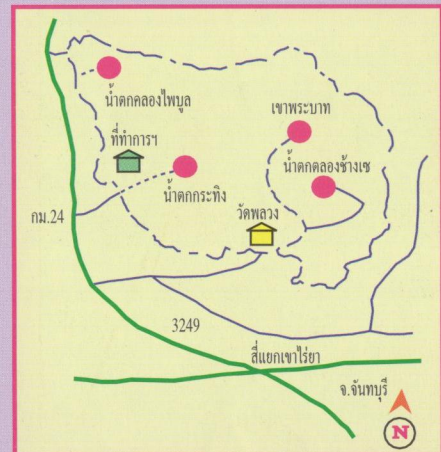 น้ำตกคลองไพบูล
เขาพระบาท
ที่ทำการฯ
น้ำตกตลองช้างเซ
น้ำตกกระทิง
วัดพลวง
กม.24
3249
สี่แยกเขาไร่ยา
จ.จันทบุรี
N